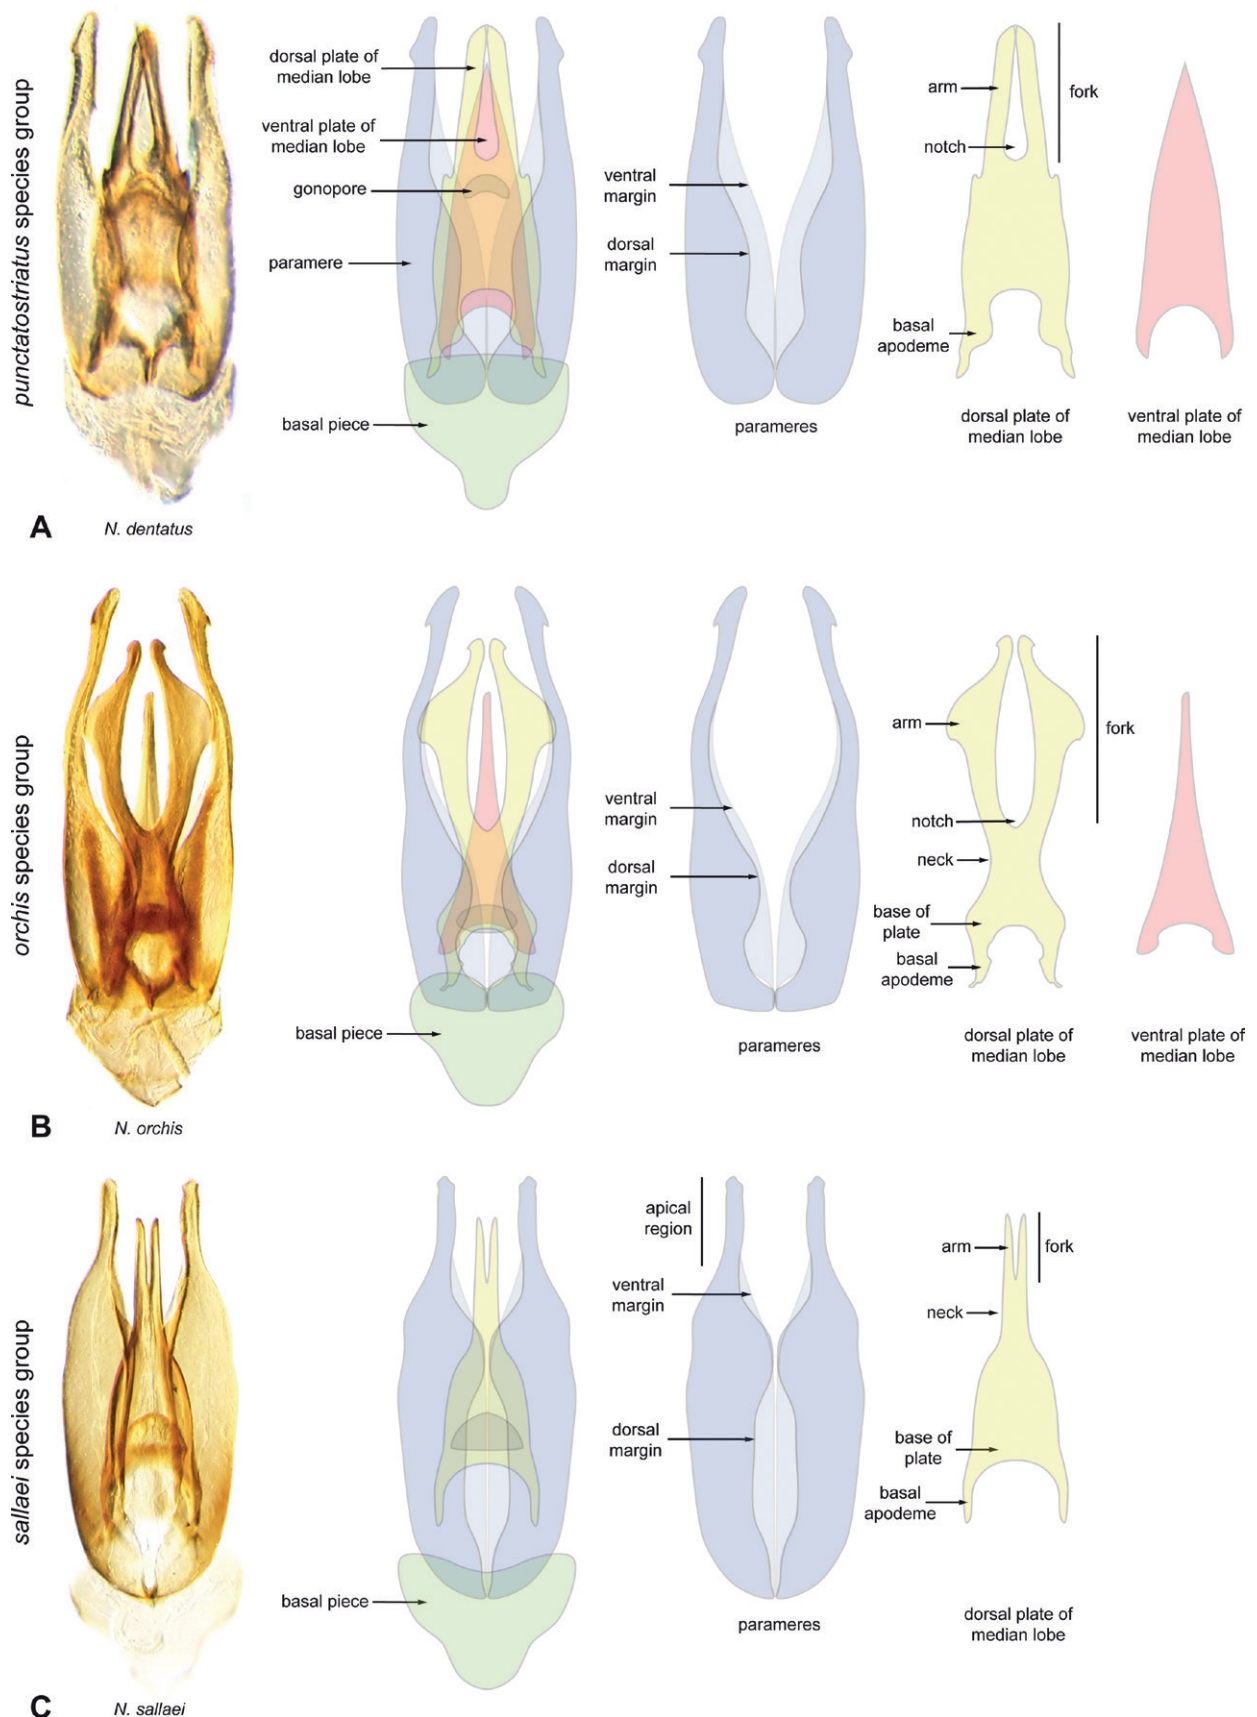 punctatostriatus species group
dorsal plate of
median lobe
ventral plate of
median lobe
gonopore
paramere
basal piece
ventral
margin
dorsal
margin
parameres
arm
notch
fork
basal
apodeme
dorsal plate of
median lobe
ventral plate of
median lobe
A
N. dentatus
orchis species group
basal piece
ventral
margin
dorsal
margin
parameres
arm
fork
notch
neck
base of
plate
basal
apodeme
dorsal plate of
median lobe
ventral plate of
median lobe
B
N. orchis
sallaei species group
basal piece
apical
region
ventral
margin
dorsal
margin
parameres
arm
fork
neck
base of
plate
basal
apodeme
dorsal plate of
median lobe
C
N. sallaei